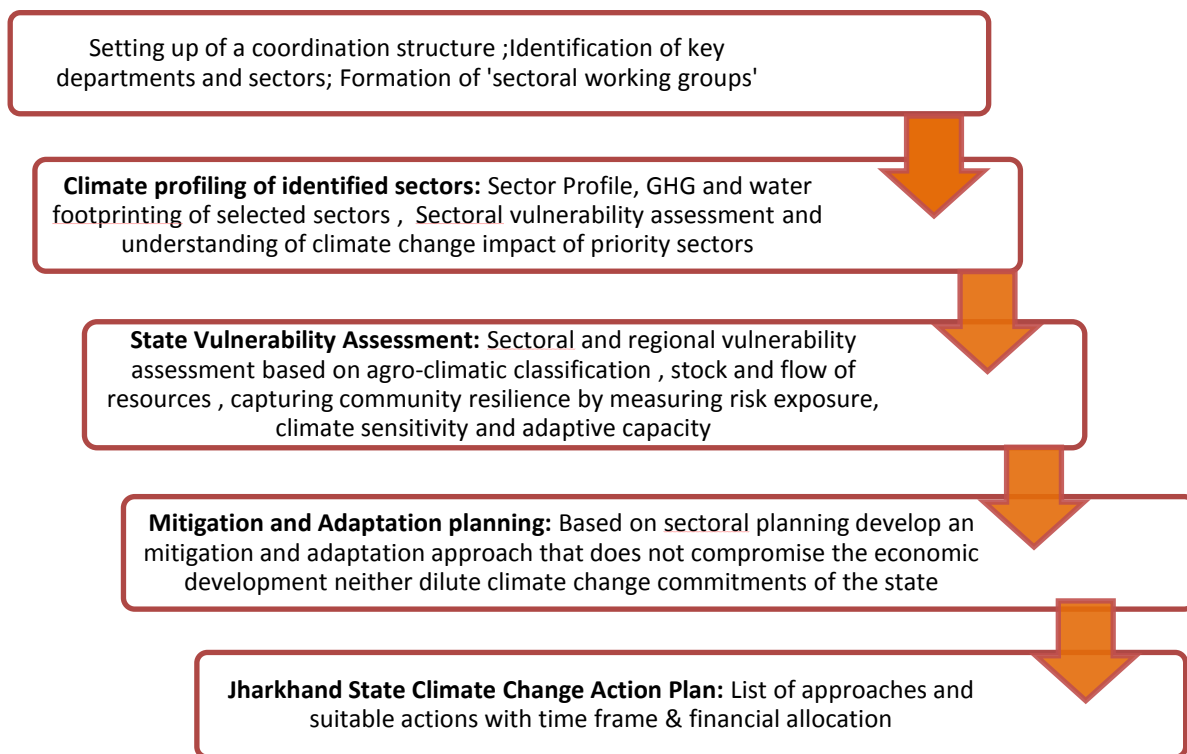 Setting up of a coordination structure ;Identification of key
departments and sectors; Formation of 'sectoral working groups'
Climate profiling of identified sectors: Sector Profile, GHG and water
footprinting of selected sectors , Sectoral vulnerability assessment and
understanding of climate change impact of priority sectors
State Vulnerability Assessment: Sectoral and regional vulnerability
assessment based on agro-climatic classification , stock and flow of
resources , capturing community resilience by measuring risk exposure,
climate sensitivity and adaptive capacity
Mitigation and Adaptation planning: Based on sectoral planning develop an
mitigation and adaptation approach that does not compromise the economic
development neither dilute climate change commitments of the state
Jharkhand State Climate Change Action Plan: List of approaches and
suitable actions with time frame & financial allocation